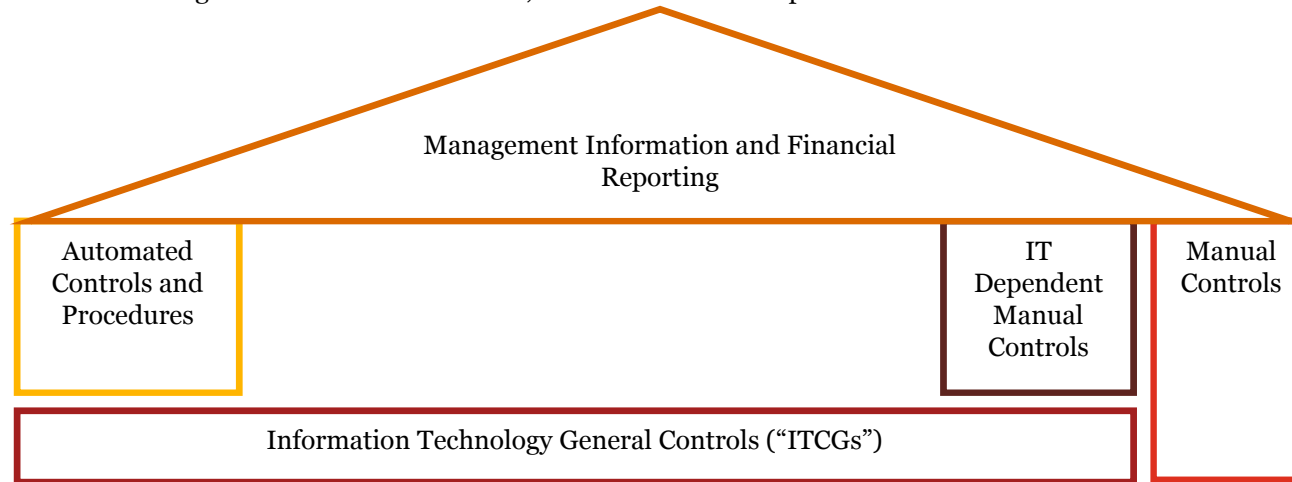 Management Information and Financial
Reporting
Automated
Controls and
Procedures
IT
Dependent
Manual
Controls
Manual
Controls
Information Technology General Controls (“ITCGs”)